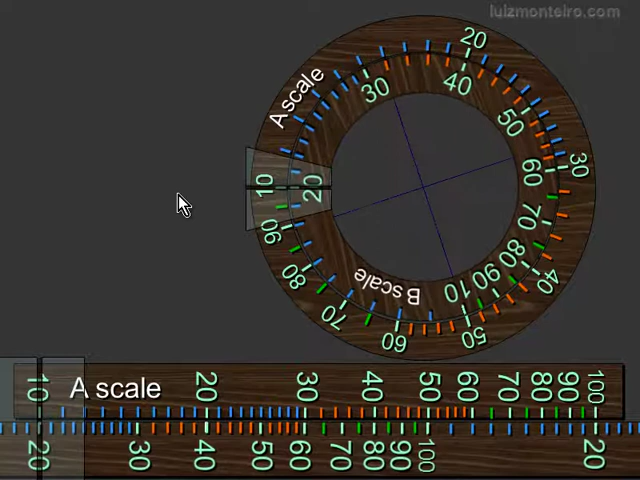 luizmonteiro.com
A scale
10 20 30 40 50 60 70 80 90
B scale
20 30 40 50 60 70 80 90 10
A scale
10 20 30 40 50 60 70 80 90 100
20 30 40 50 60 70 80 90 100 20